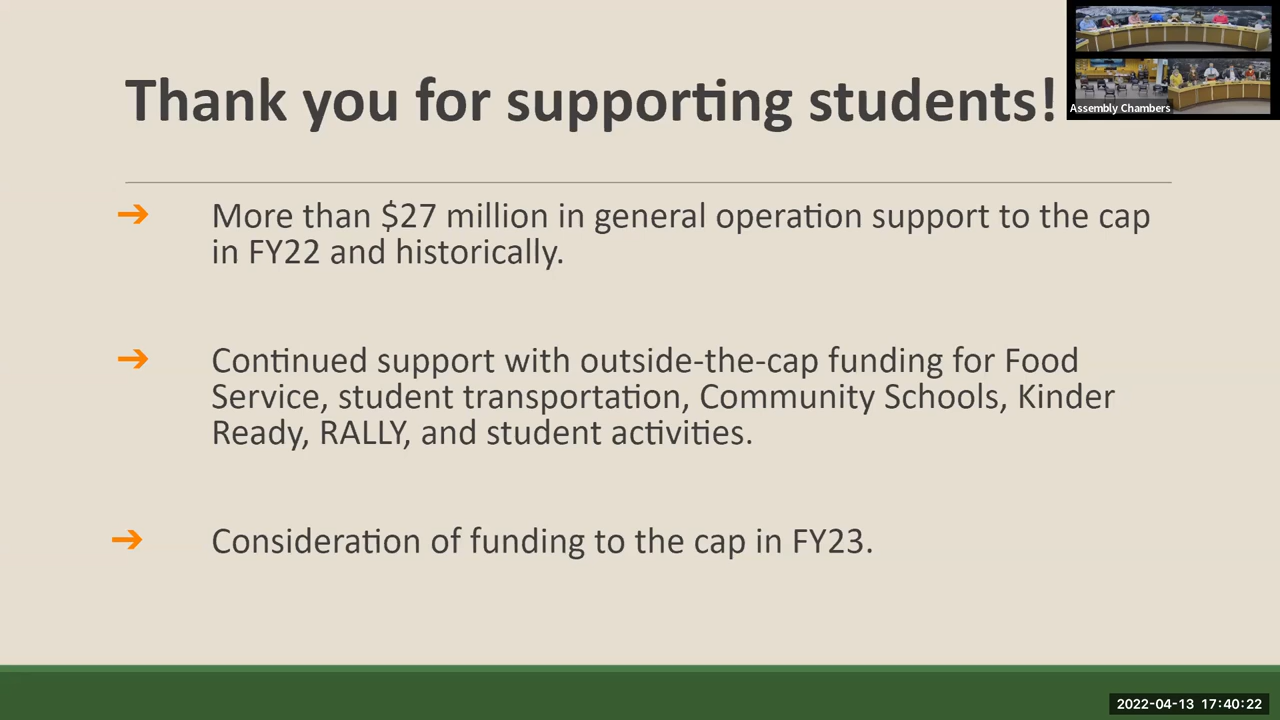 Thank you for supporting students!
Assembly Chambers
➔ More than $27 million in general operation support to the cap
in FY22 and historically.
➔ Continued support with outside-the-cap funding for Food
Service, student transportation, Community Schools, Kinder
Ready, RALLY, and student activities.
➔ Consideration of funding to the cap in FY23.
2022-04-13 17:40:22